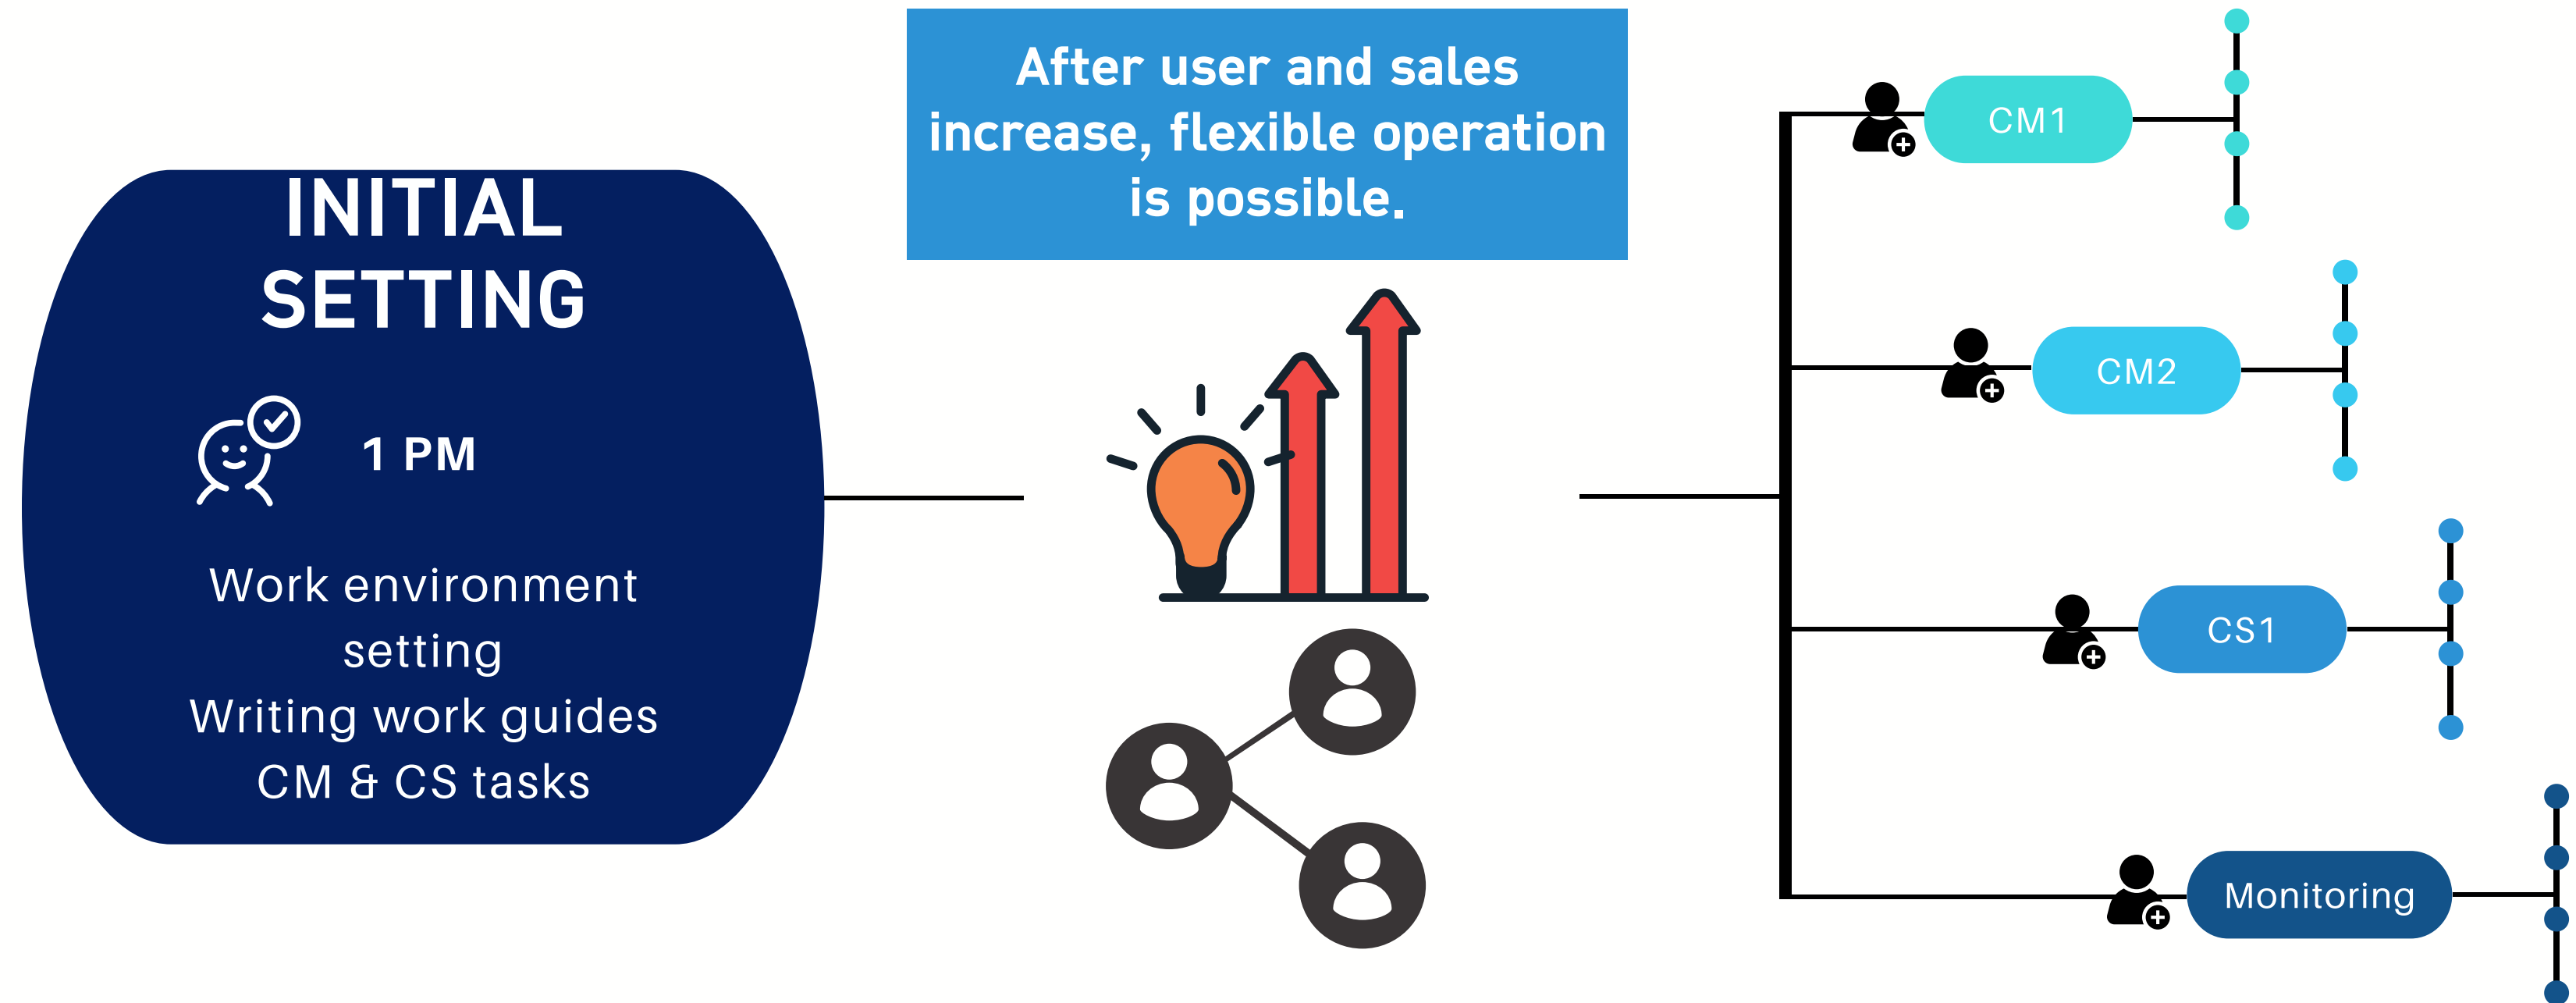 INITIAL
SETTING
1 PM
Work environment
setting
Writing work guides
CM & CS tasks
After user and sales
increase, flexible operation
is possible.
CM1
CM2
CS1
Monitoring